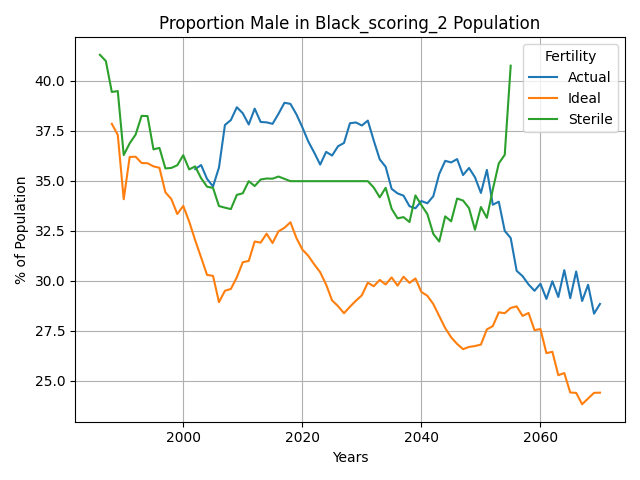 Proportion Male in Black_scoring_2 Population
Fertility
Actual
Ideal
Sterile
% of Population
40.0
37.5
35.0
32.5
30.0
27.5
25.0
2000
2020
2040
2060
Years